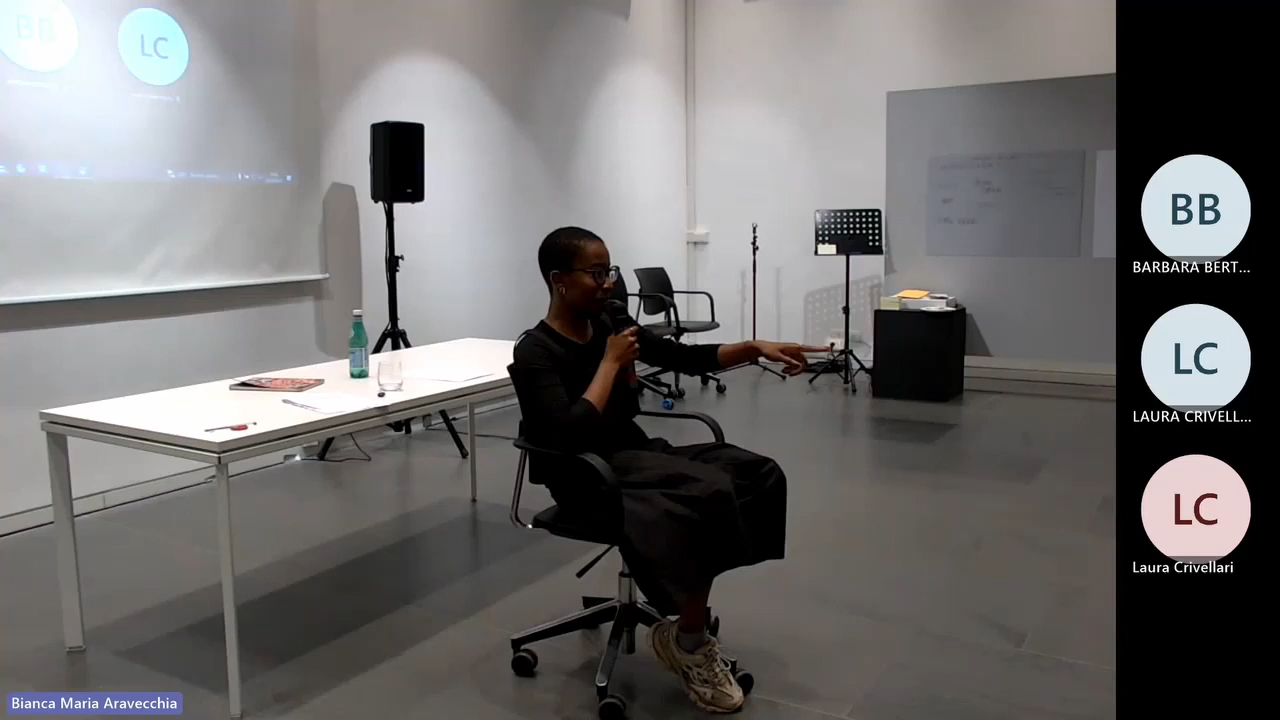 BB
LC
BB
BARBARA BERT...
LC
LAURA CRIVELL...
LC
Laura Crivellari
Bianca Maria Aravecchia